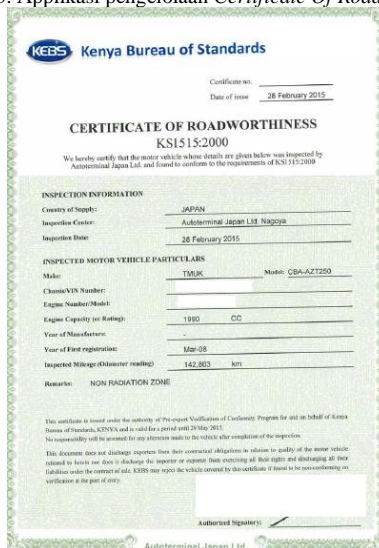 Applikasi pengelolaan Certificate Of Road
KEBS Kenya Bureau of Standards
Certificate no.
Date of issue 28 February 2015
CERTIFICATE OF ROADWORTHINESS
KS1515:2000
We hereby certify that the motor vehicle whose details are given below was inspected by
Autoterminal Japan Ltd. and found to conform to the requirements of KS1515:2000
INSPECTION INFORMATION
Country of Supply: JAPAN
Inspection Center: Autoterminal Japan Ltd. Nagoya
Inspection Date: 28 February 2015
INSPECTED MOTOR VEHICLE PARTICULARS
Make: TMUK Model: CBA-AZT250
Chassis/VIN Number:
Engine Number/Model:
Engine Capacity (cc Rating): 1990 CC
Year of Manufacture: -
Year of First registration: Mar-08
Inspected Mileage (Odometer reading) 142,803 km
Remarks: NON RADIATION ZONE
This certificate is issued under the authority of Pre-export Verification of Conformity Program for and on behalf of Kenya
Bureau of Standards, KENYA and is valid for a period until 29 May 2015.
No responsibility will be assumed for any alteration made to the vehicle after completion of the inspection.
This document does not discharge exporters from their contractual obligations in relation to quality of the motor vehicle
referred to herein nor does it discharge the importer or exporter from exercising all their rights and discharging all their
liabilities under the contract of sale. KEBS may reject the vehicle covered by this certificate if found to be non-conforming on
verification at the port of entry.
Authorized Signatory:
Autoterminal Japan Ltd.